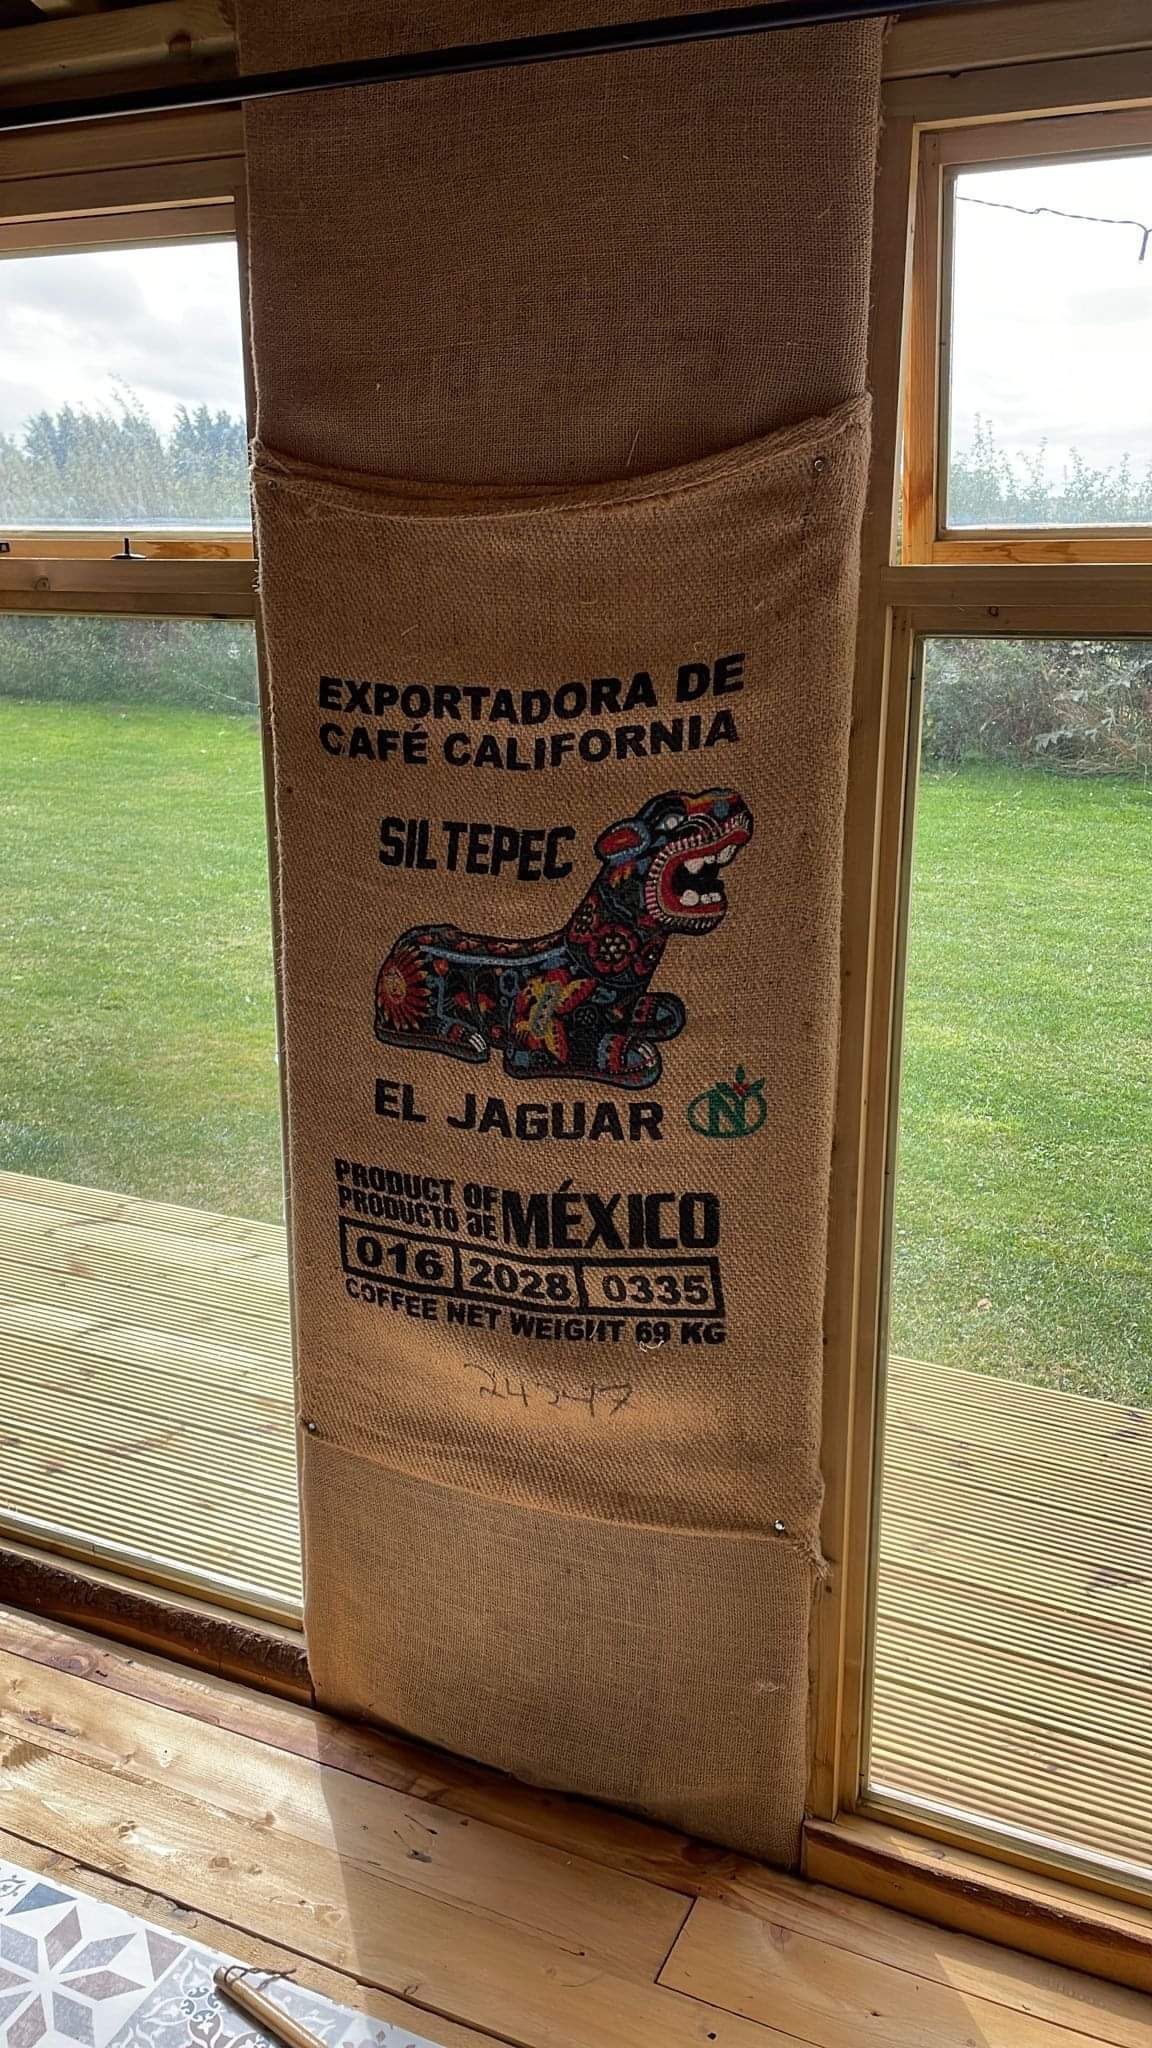 EXPORTADORA DE
CAFÉ CALIFORNIA
SILTEPEC
EL JAGUAR N
PRODUCT OF
PRODUCTO DE MÉXICO
016 2028 0335
COFFEE NET WEIGHT 69 KG